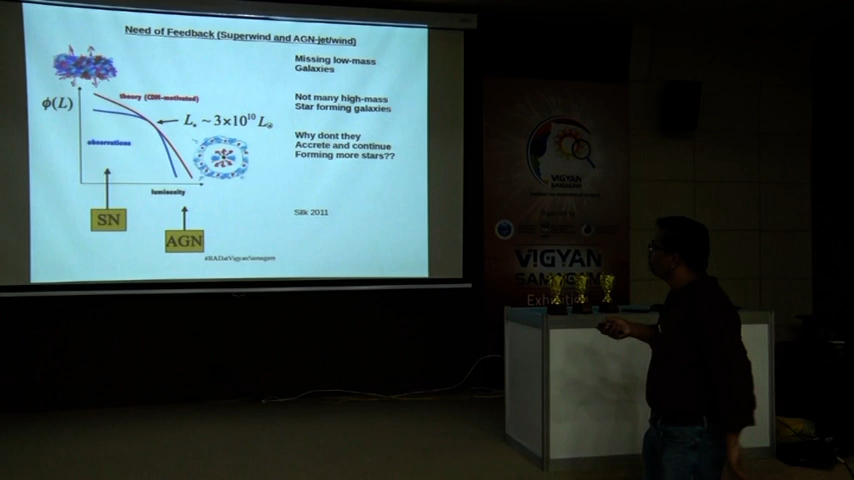 Need of Feedback (Superwind and AGN-jet/wind)
Missing low-mass
Galaxies
ϕ(L)
theory (CDM-motivated)
L* ~ 3×10¹⁰ L⊙
observations
luminosity
SN
AGN
Not many high-mass
Star forming galaxies
Why dont they
Accrete and continue
Forming more stars??
Silk 2011
#RADatVigyanSamagam
VIGYAN
SAMAGAM
VIGYAN
SAMAGAM
Exhibition